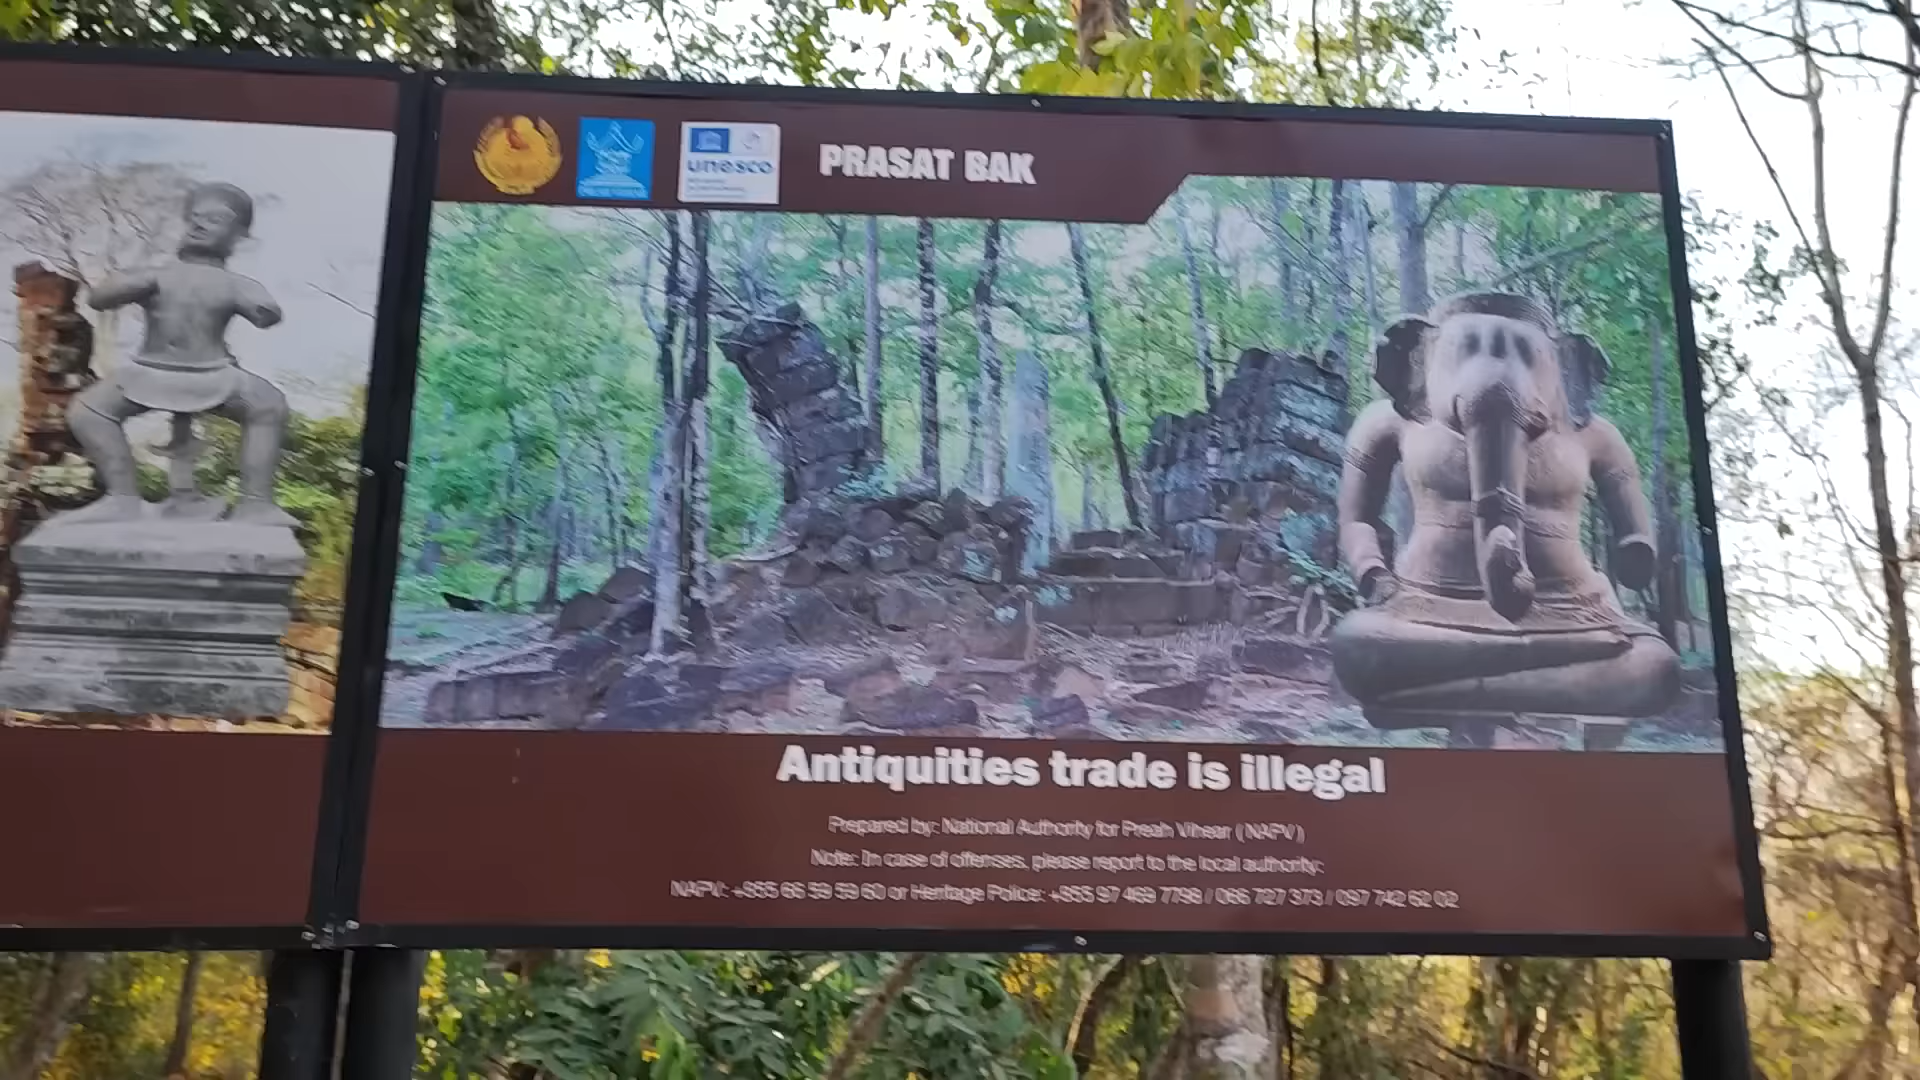 unesco
PRASAT BAK
Antiquities trade is illegal
Prepared by: National Authority for Preah Vihear ( NAPV )
Note: In case of offenses, please report to the local authority:
NAPV: +855 66 59 59 60 or Heritage Police: +855 97 469 7798 / 066 727 373 / 097 742 62 02